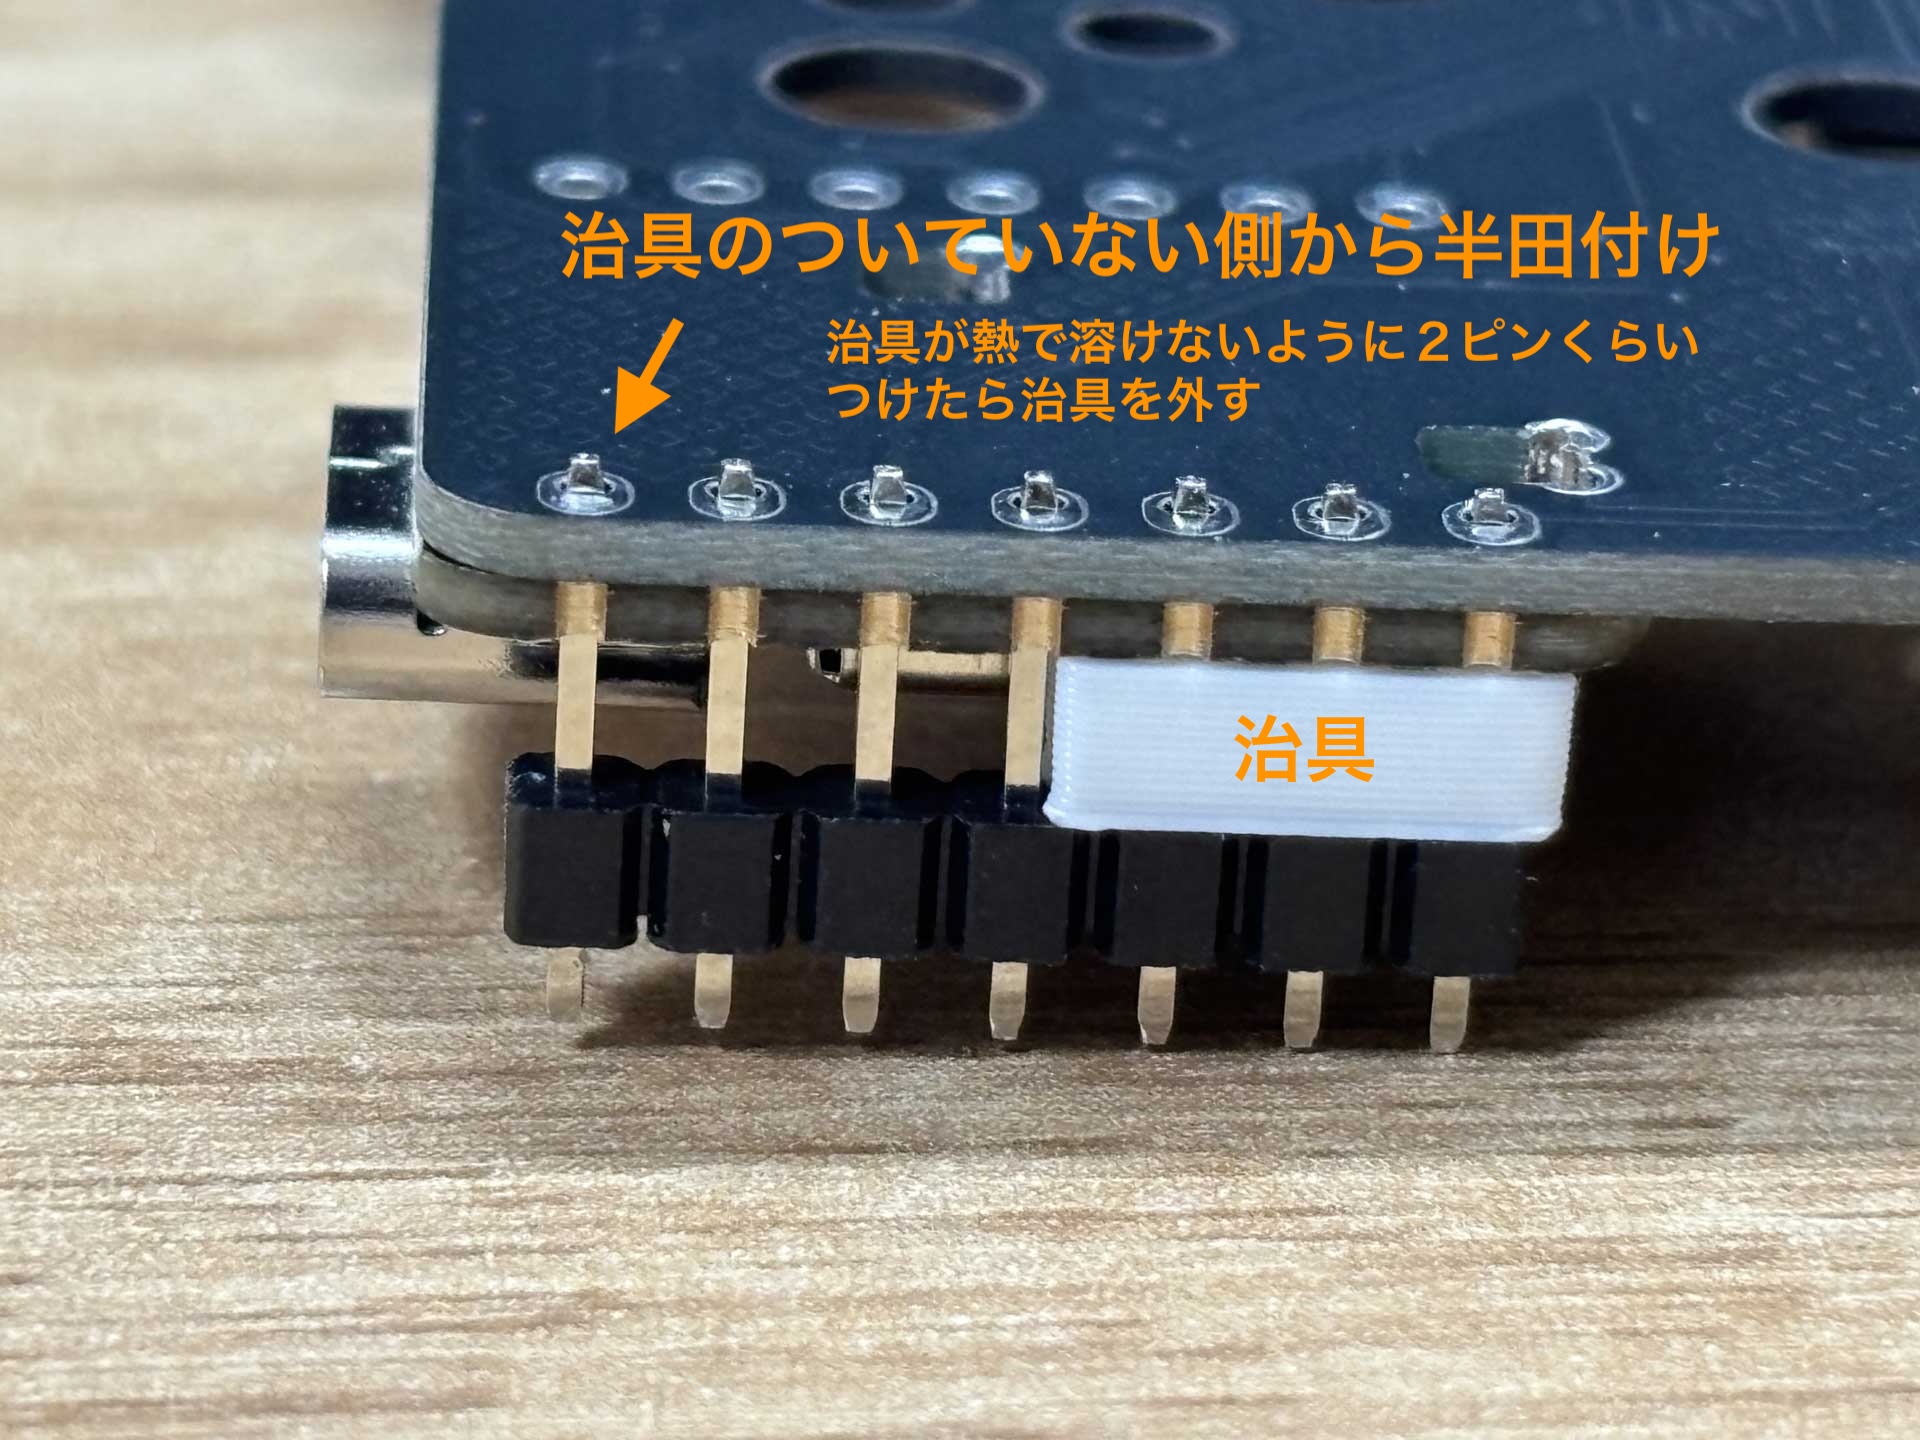 治具のついていない側から半田付け
治具が熱で溶けないように２ピンくらい
つけたら治具を外す
治具